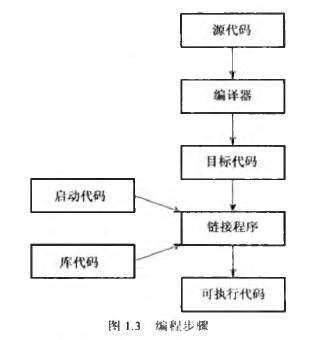 源代码
编译器
目标代码
启动代码
链接程序
库代码
可执行代码
图 1.3 编程步骤